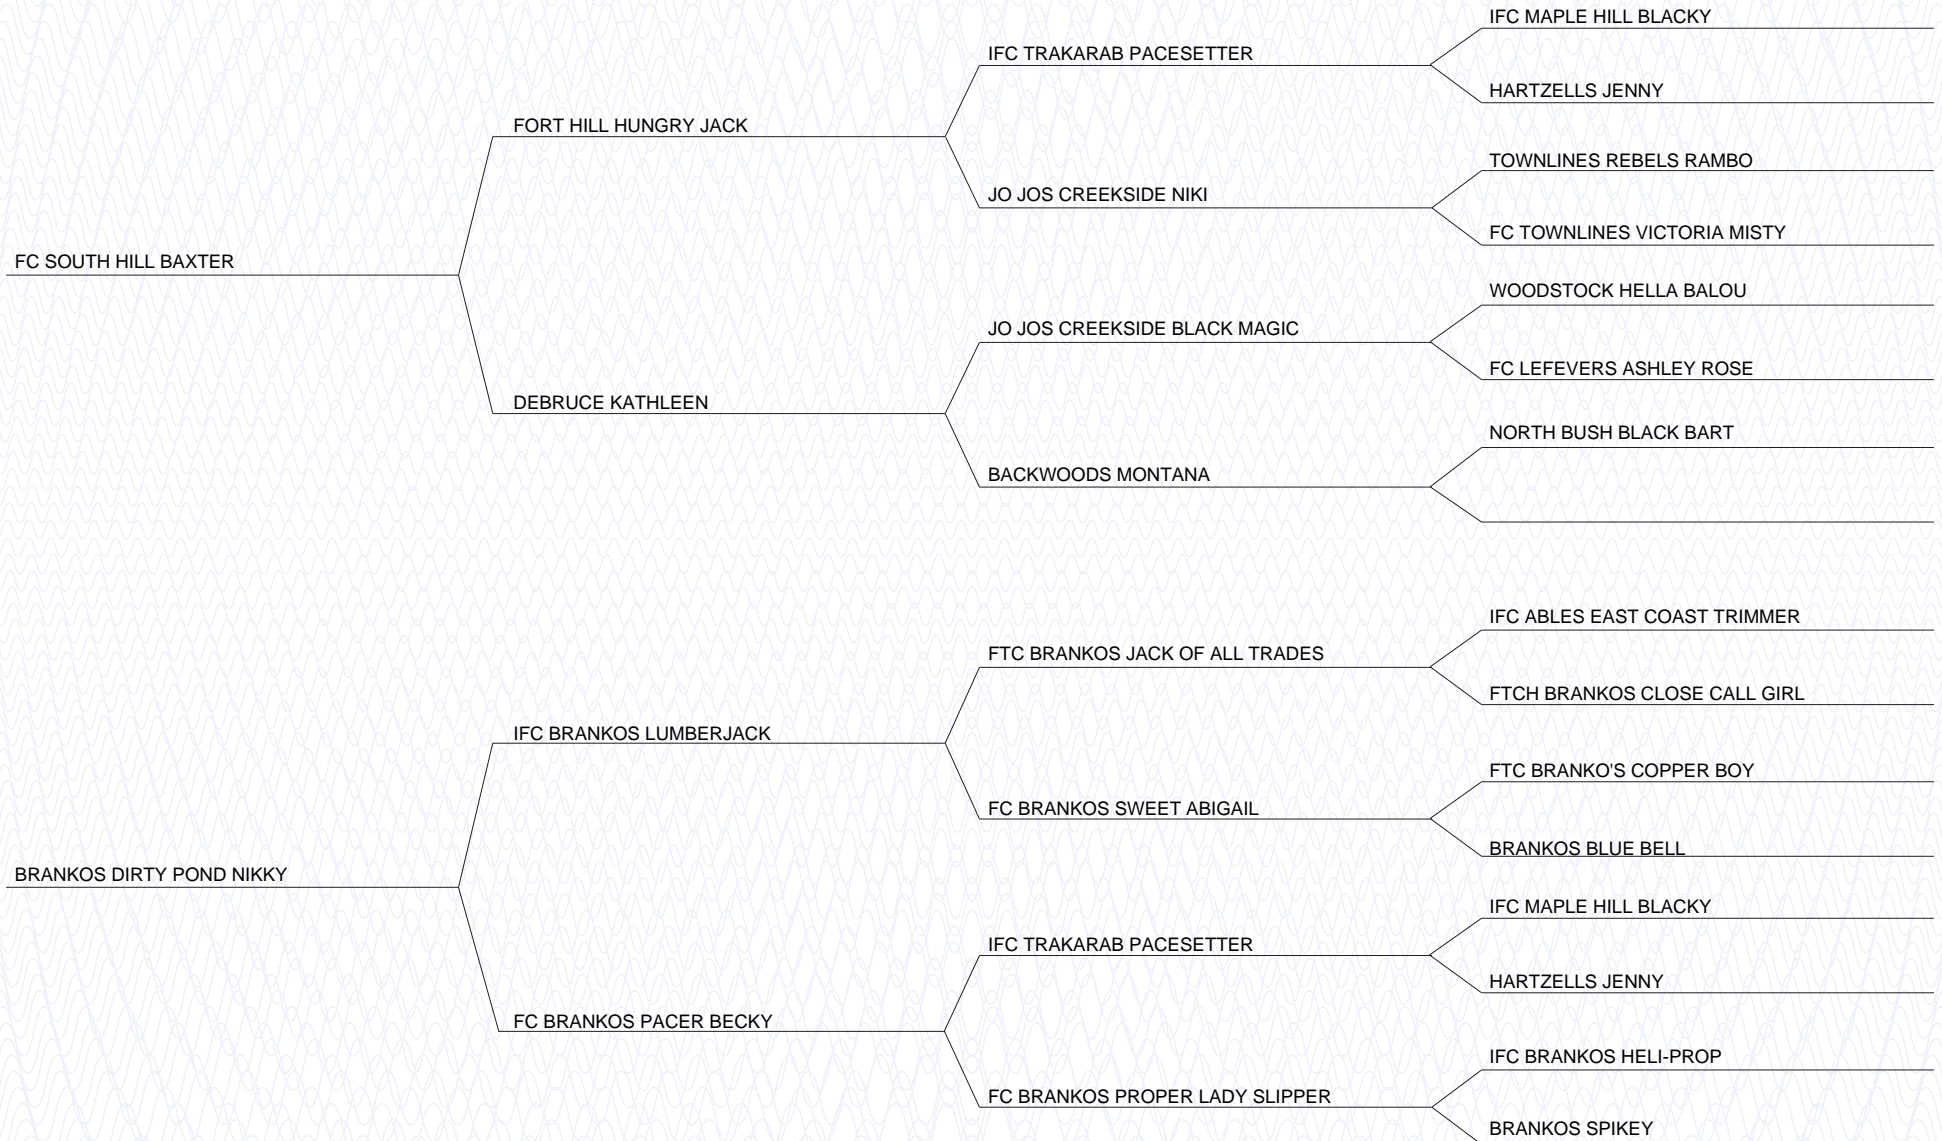 IFC MAPLE HILL BLACKY
IFC TRAKARAB PACESETTER
HARTZELLS JENNY
FORT HILL HUNGRY JACK
TOWNLINES REBELS RAMBO
JO JOS CREEKSIDE NIKI
FC TOWNLINES VICTORIA MISTY
FC SOUTH HILL BAXTER
WOODSTOCK HELLA BALOU
JO JOS CREEKSIDE BLACK MAGIC
FC LEFEVERS ASHLEY ROSE
DEBRUCE KATHLEEN
NORTH BUSH BLACK BART
BACKWOODS MONTANA
IFC ABLES EAST COAST TRIMMER
FTC BRANKOS JACK OF ALL TRADES
FTCH BRANKOS CLOSE CALL GIRL
IFC BRANKOS LUMBERJACK
FTC BRANKO'S COPPER BOY
FC BRANKOS SWEET ABIGAIL
BRANKOS BLUE BELL
BRANKOS DIRTY POND NIKKY
IFC MAPLE HILL BLACKY
IFC TRAKARAB PACESETTER
HARTZELLS JENNY
FC BRANKOS PACER BECKY
IFC BRANKOS HELI-PROP
FC BRANKOS PROPER LADY SLIPPER
BRANKOS SPIKEY